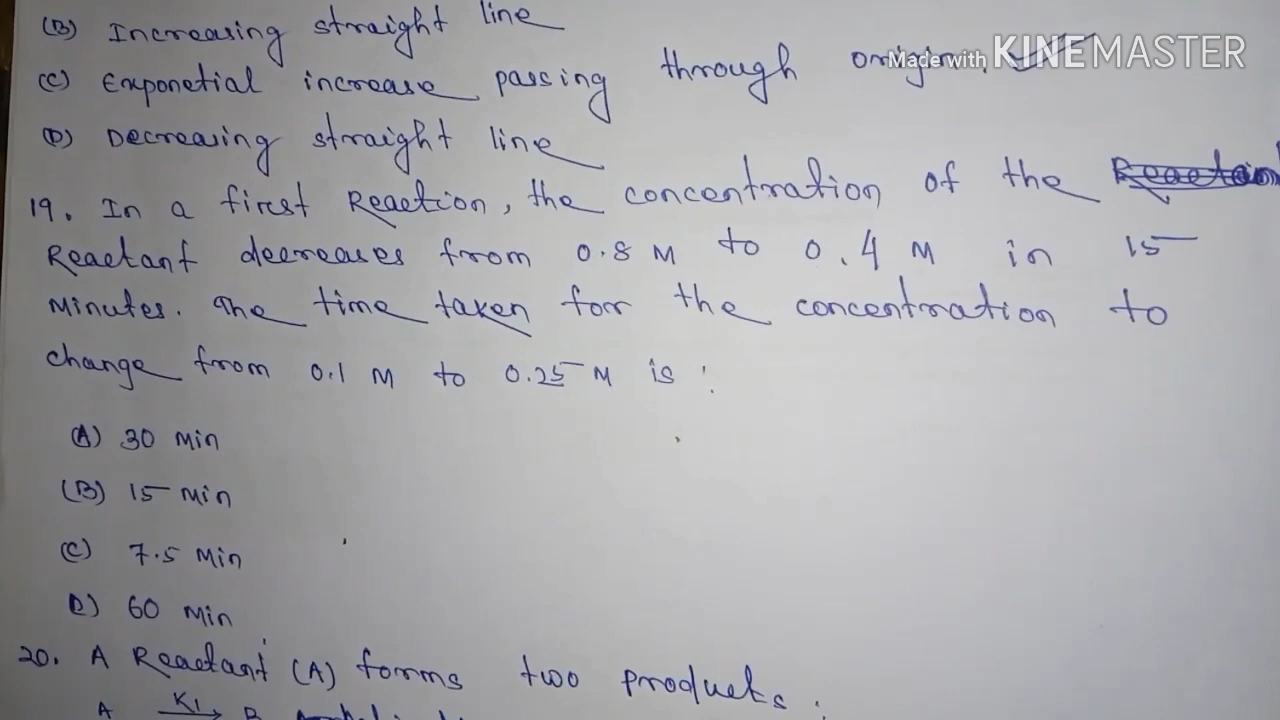 (B) Increasing straight line
(C) Exponetial increase passing through origin.
Made with KINEMASTER
(D) Decreasing straight line
19. In a first Reaction, the concentration of the
Reactant decreases from 0.8 M to 0.4 M in 15
Minutes. The time taken for the concentration to
change from 0.1 M to 0.25 M is :
(A) 30 Min
(B) 15 Min
(C) 7.5 Min
D) 60 Min
20. A Reactant (A) forms two products :
A K1 B